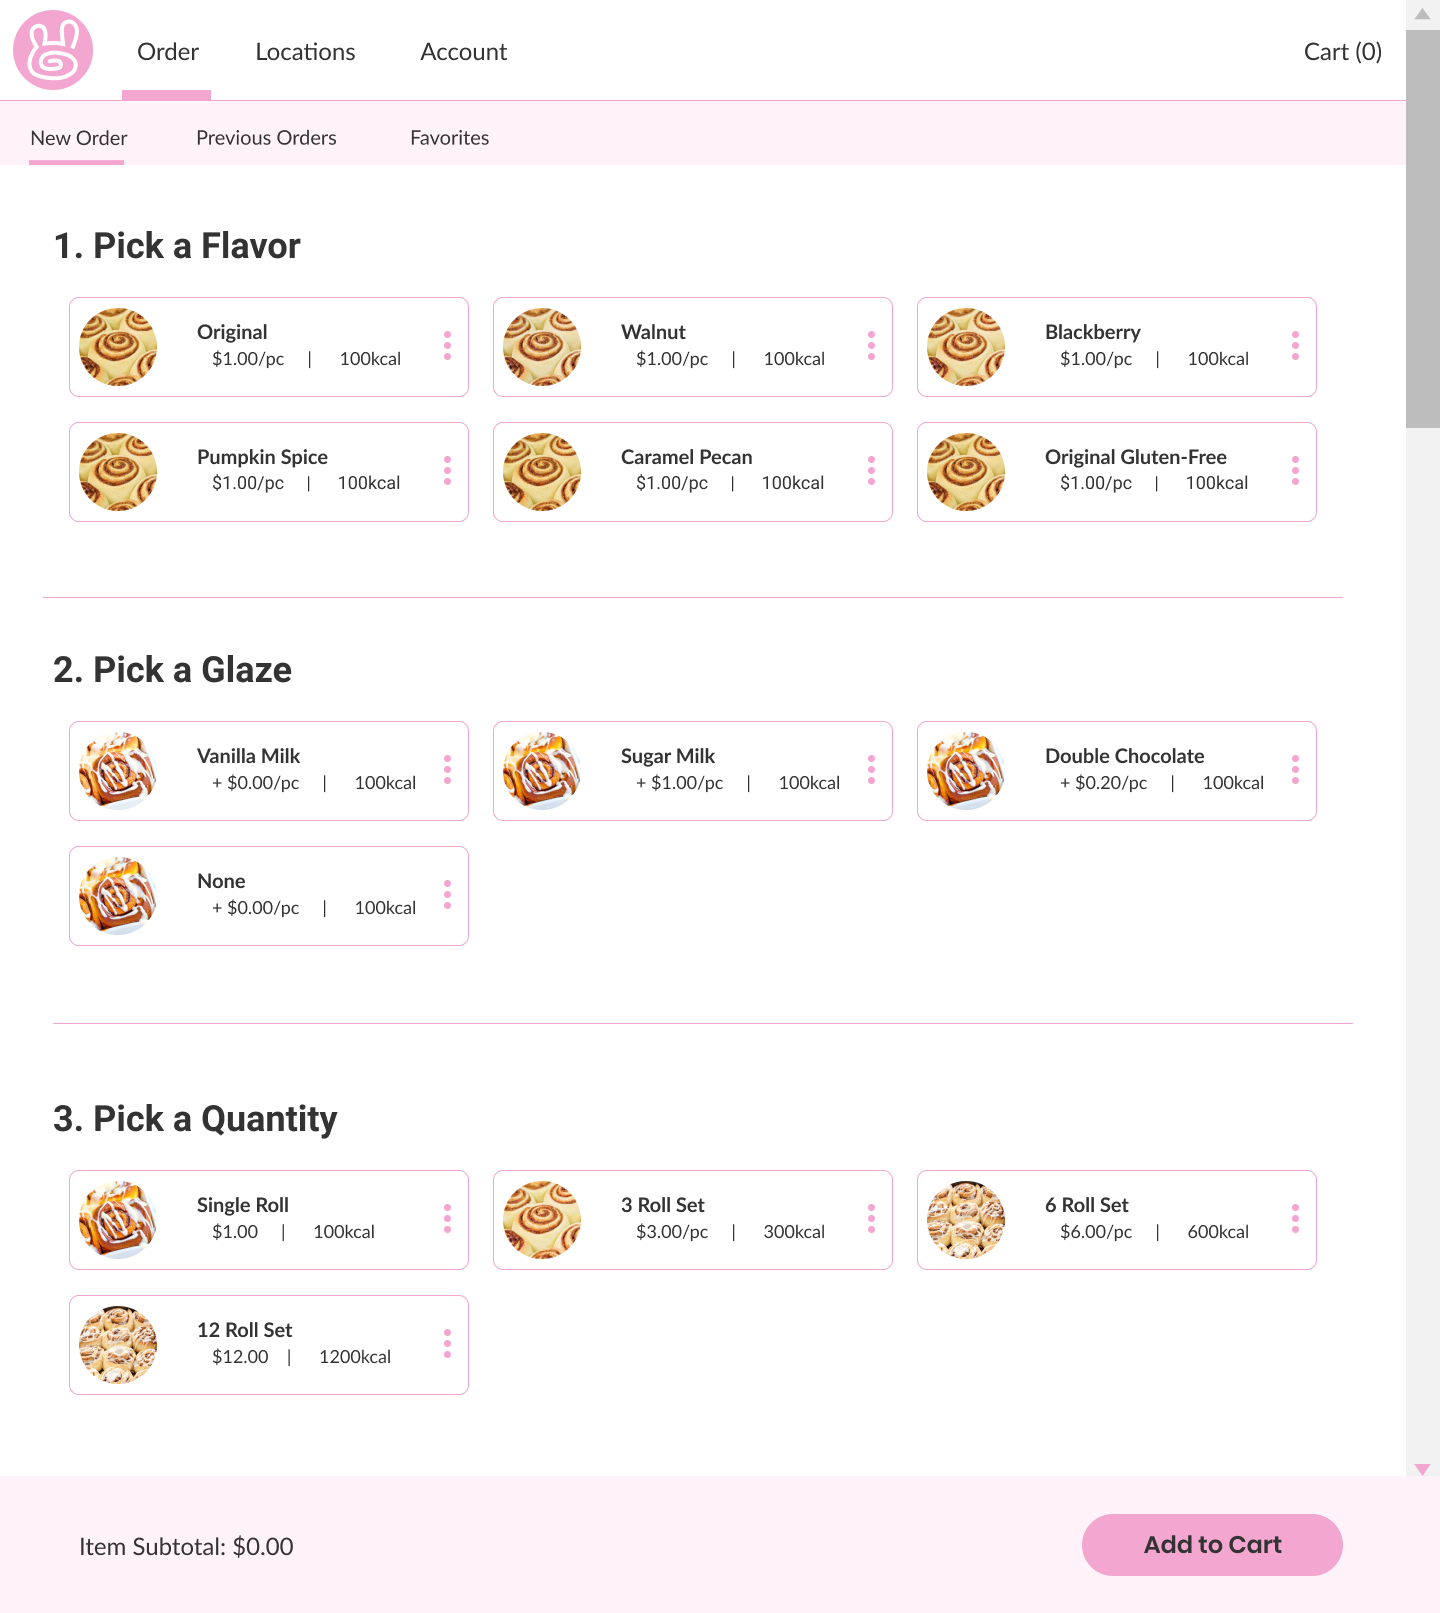 Order Locations Account Cart (0)
New Order Previous Orders Favorites
1. Pick a Flavor
Original
$1.00/pc | 100kcal
Walnut
$1.00/pc | 100kcal
Blackberry
$1.00/pc | 100kcal
Pumpkin Spice
$1.00/pc | 100kcal
Caramel Pecan
$1.00/pc | 100kcal
Original Gluten-Free
$1.00/pc | 100kcal
2. Pick a Glaze
Vanilla Milk
+ $0.00/pc | 100kcal
Sugar Milk
+ $1.00/pc | 100kcal
Double Chocolate
+ $0.20/pc | 100kcal
None
+ $0.00/pc | 100kcal
3. Pick a Quantity
Single Roll
$1.00 | 100kcal
3 Roll Set
$3.00/pc | 300kcal
6 Roll Set
$6.00/pc | 600kcal
12 Roll Set
$12.00 | 1200kcal
Item Subtotal: $0.00
Add to Cart